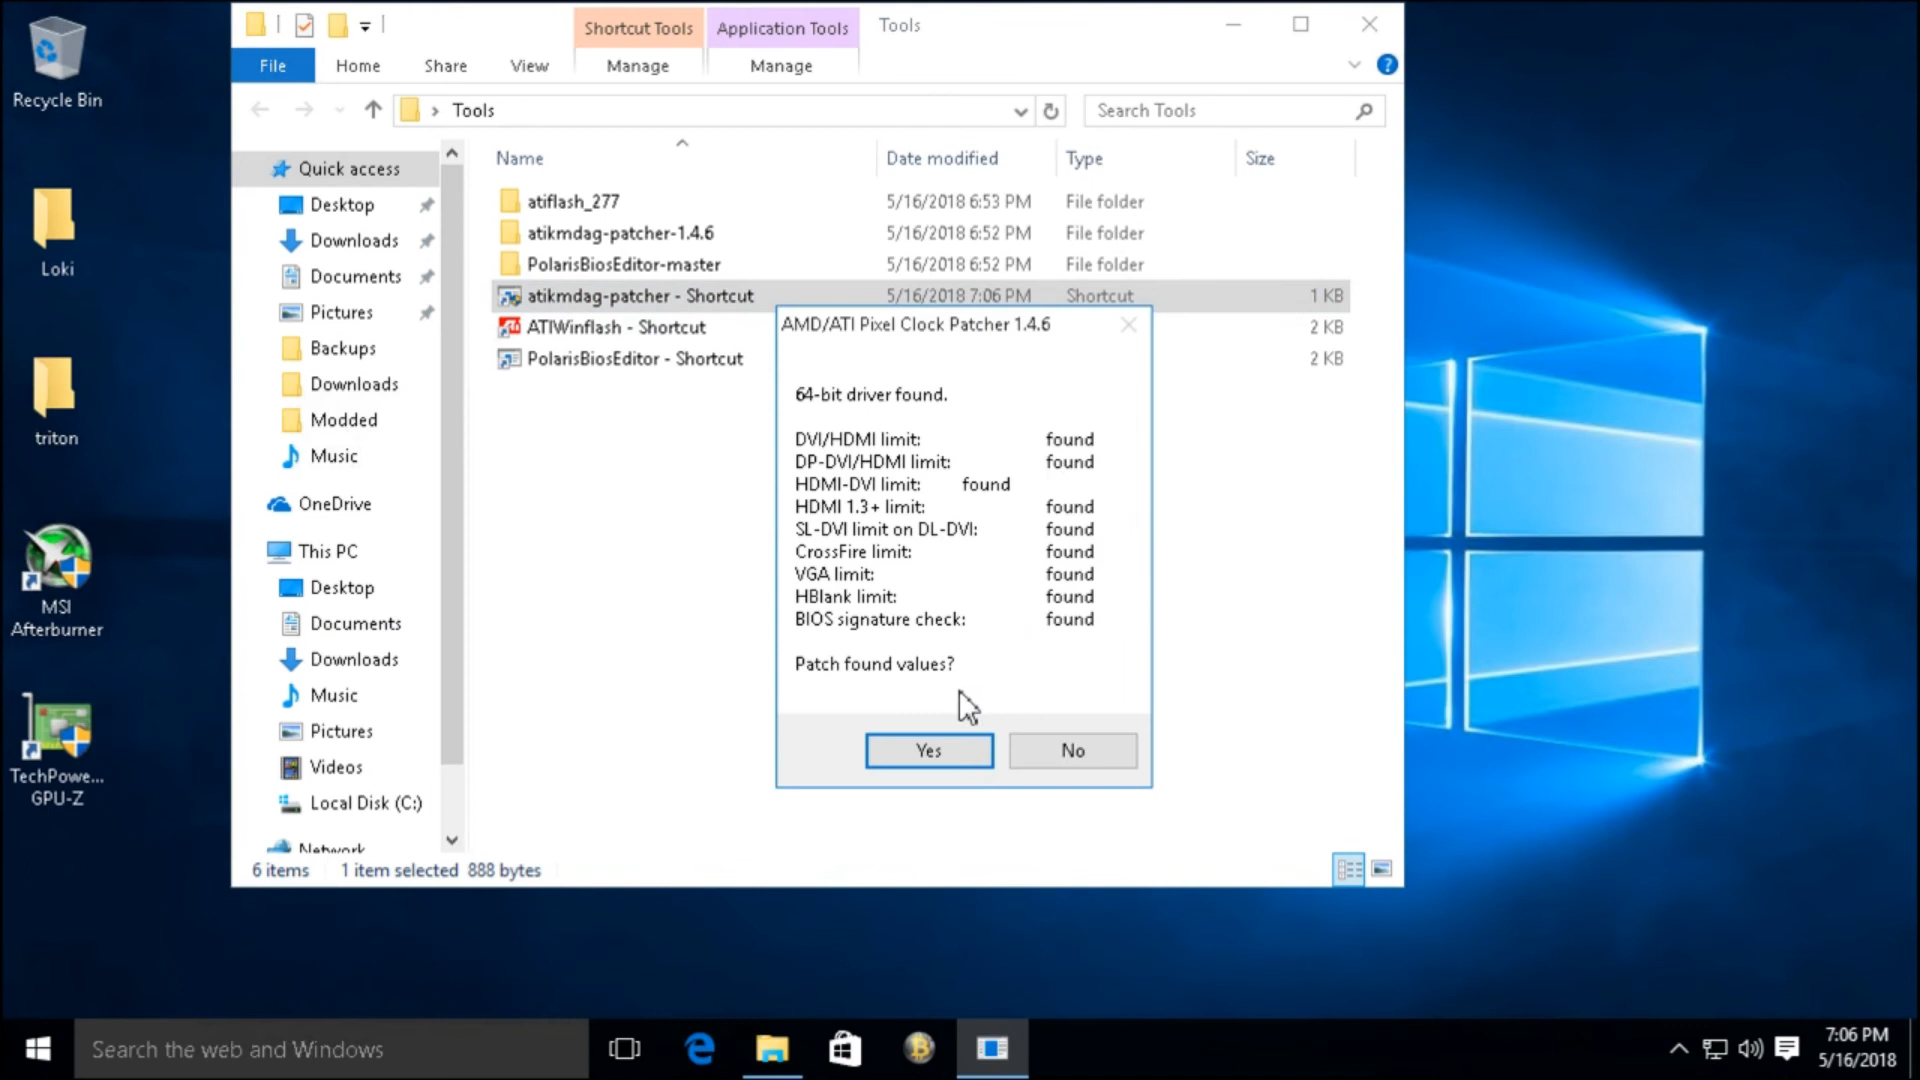 Recycle Bin
Loki
triton
MSI
Afterburner
TechPowe...
GPU-Z
Shortcut Tools
Application Tools
Tools
File
Home
Share
View
Manage
Manage
Tools
Search Tools
Quick access
Desktop
Downloads
Documents
Pictures
Backups
Downloads
Modded
Music
OneDrive
This PC
Desktop
Documents
Downloads
Music
Pictures
Videos
Local Disk (C:)
Network
Name Date modified Type Size
atiflash_277 5/16/2018 6:53 PM File folder
atikmdag-patcher-1.4.6 5/16/2018 6:52 PM File folder
PolarisBiosEditor-master 5/16/2018 6:52 PM File folder
atikmdag-patcher - Shortcut 5/16/2018 7:06 PM Shortcut 1 KB
ATIWinflash - Shortcut 2 KB
PolarisBiosEditor - Shortcut 2 KB
AMD/ATI Pixel Clock Patcher 1.4.6
64-bit driver found.
DVI/HDMI limit: found
DP-DVI/HDMI limit: found
HDMI-DVI limit: found
HDMI 1.3+ limit: found
SL-DVI limit on DL-DVI: found
CrossFire limit: found
VGA limit: found
HBlank limit: found
BIOS signature check: found
Patch found values?
Yes No
6 items 1 item selected 888 bytes
Search the web and Windows
7:06 PM
5/16/2018